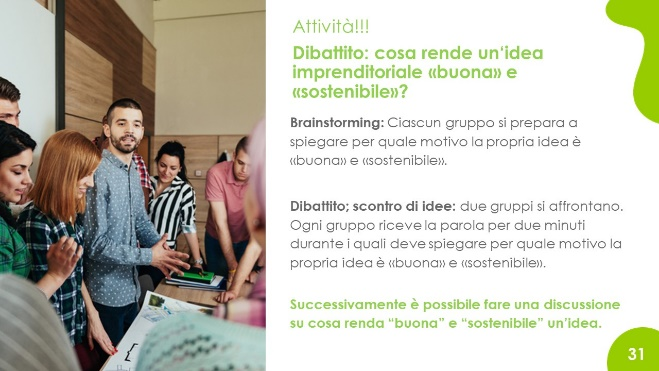 Attività!!!
Dibattito: cosa rende un'idea
imprenditoriale «buona» e
«sostenibile»?
Brainstorming: Ciascun gruppo si prepara a
spiegare per quale motivo la propria idea è
«buona» e «sostenibile».
Dibattito; scontro di idee: due gruppi si affrontano.
Ogni gruppo riceve la parola per due minuti
durante i quali deve spiegare per quale motivo la
propria idea è «buona» e «sostenibile».
Successivamente è possibile fare una discussione
su cosa renda “buona” e “sostenibile” un'idea.
31